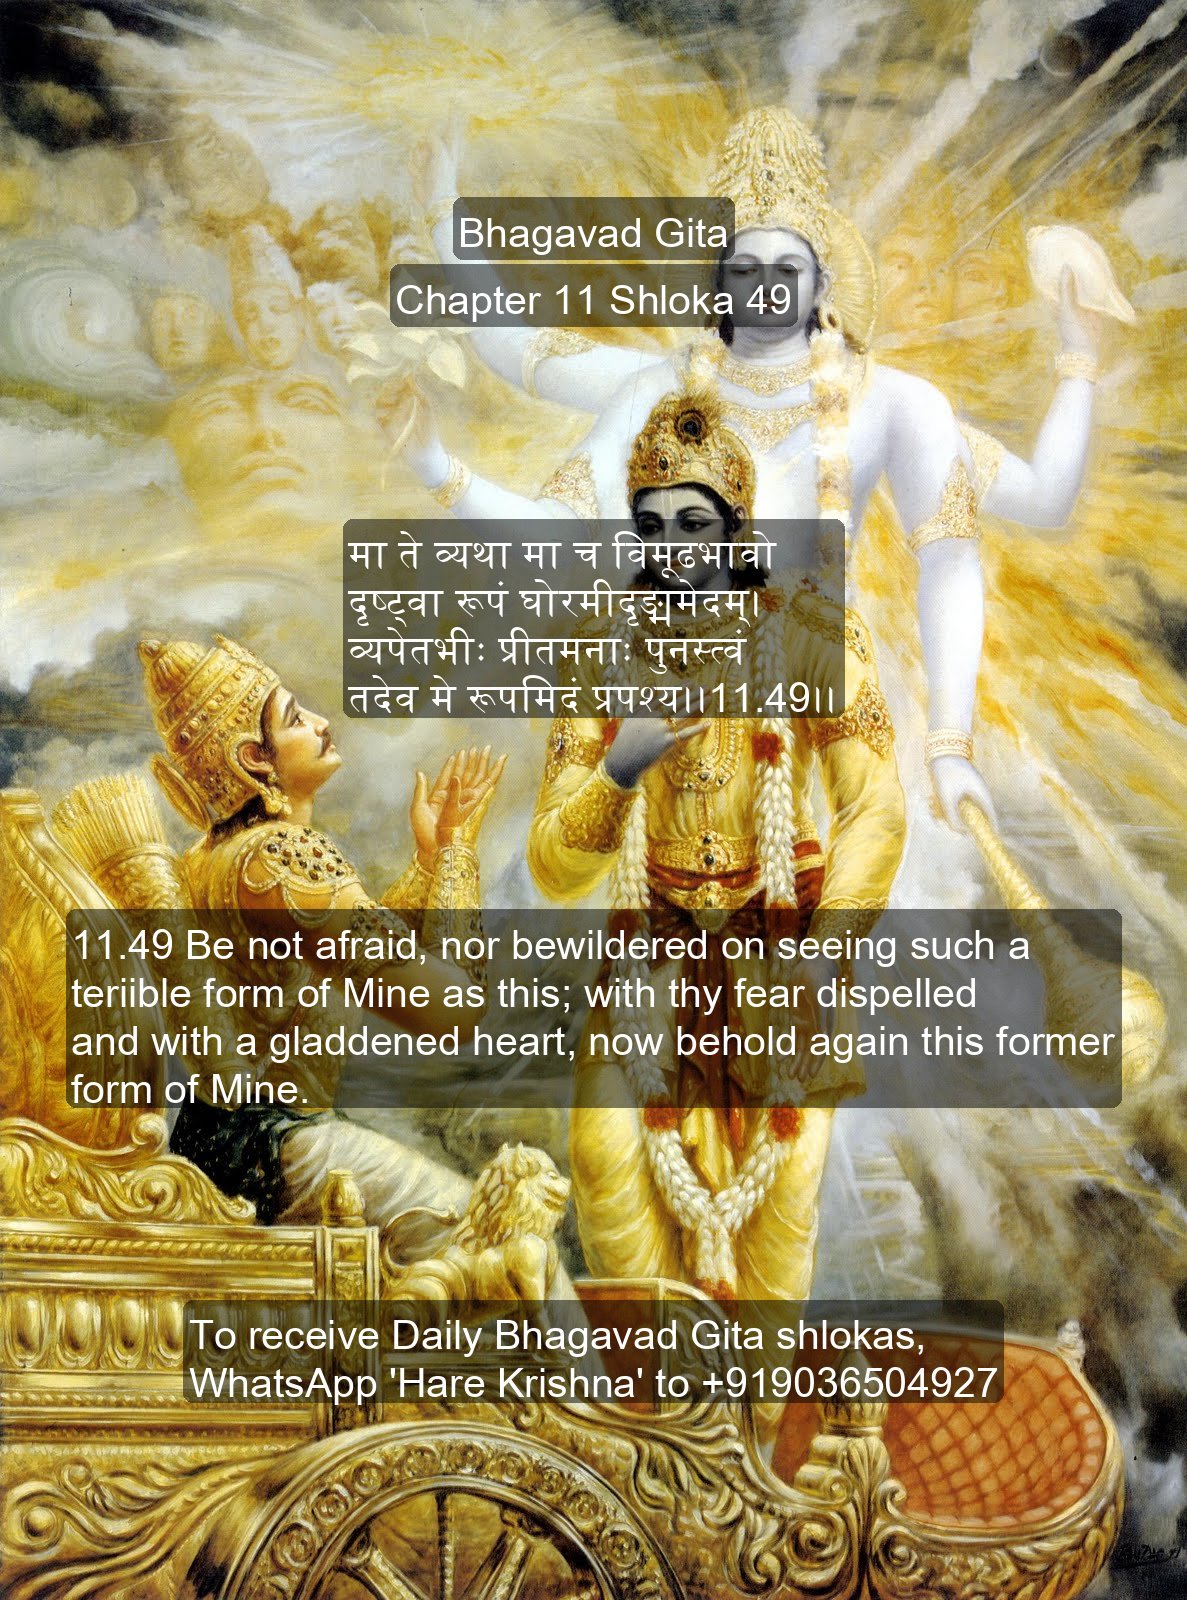 Bhagavad Gita
Chapter 11 Shloka 49
मा ते व्यथा मा च विमूढभावो
दृष्ट्वा रूपं घोरमीदृङ्ममेदम्।
व्यपेतभीः प्रीतमनाः पुनस्त्वं
तदेव मे रूपमिदं प्रपश्य।।11.49।।
11.49 Be not afraid, nor bewildered on seeing such a
teriible form of Mine as this; with thy fear dispelled
and with a gladdened heart, now behold again this former
form of Mine.
To receive Daily Bhagavad Gita shlokas,
WhatsApp 'Hare Krishna' to +919036504927